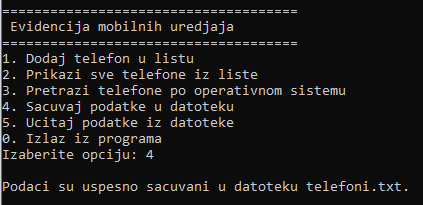 =====================================
 Evidencija mobilnih uredjaja
=====================================
1. Dodaj telefon u listu
2. Prikazi sve telefone iz liste
3. Pretrazi telefone po operativnom sistemu
4. Sacuvaj podatke u datoteku
5. Ucitaj podatke iz datoteke
0. Izlaz iz programa
Izaberite opciju: 4

Podaci su uspesno sacuvani u datoteku telefoni.txt.